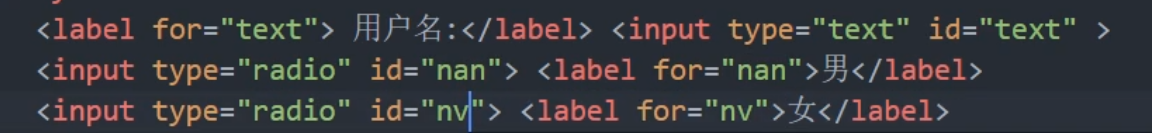 <label for="text"> 用户名:</label> <input type="text" id="text" >
<input type="radio" id="nan"> <label for="nan">男</label>
<input type="radio" id="nv"> <label for="nv">女</label>